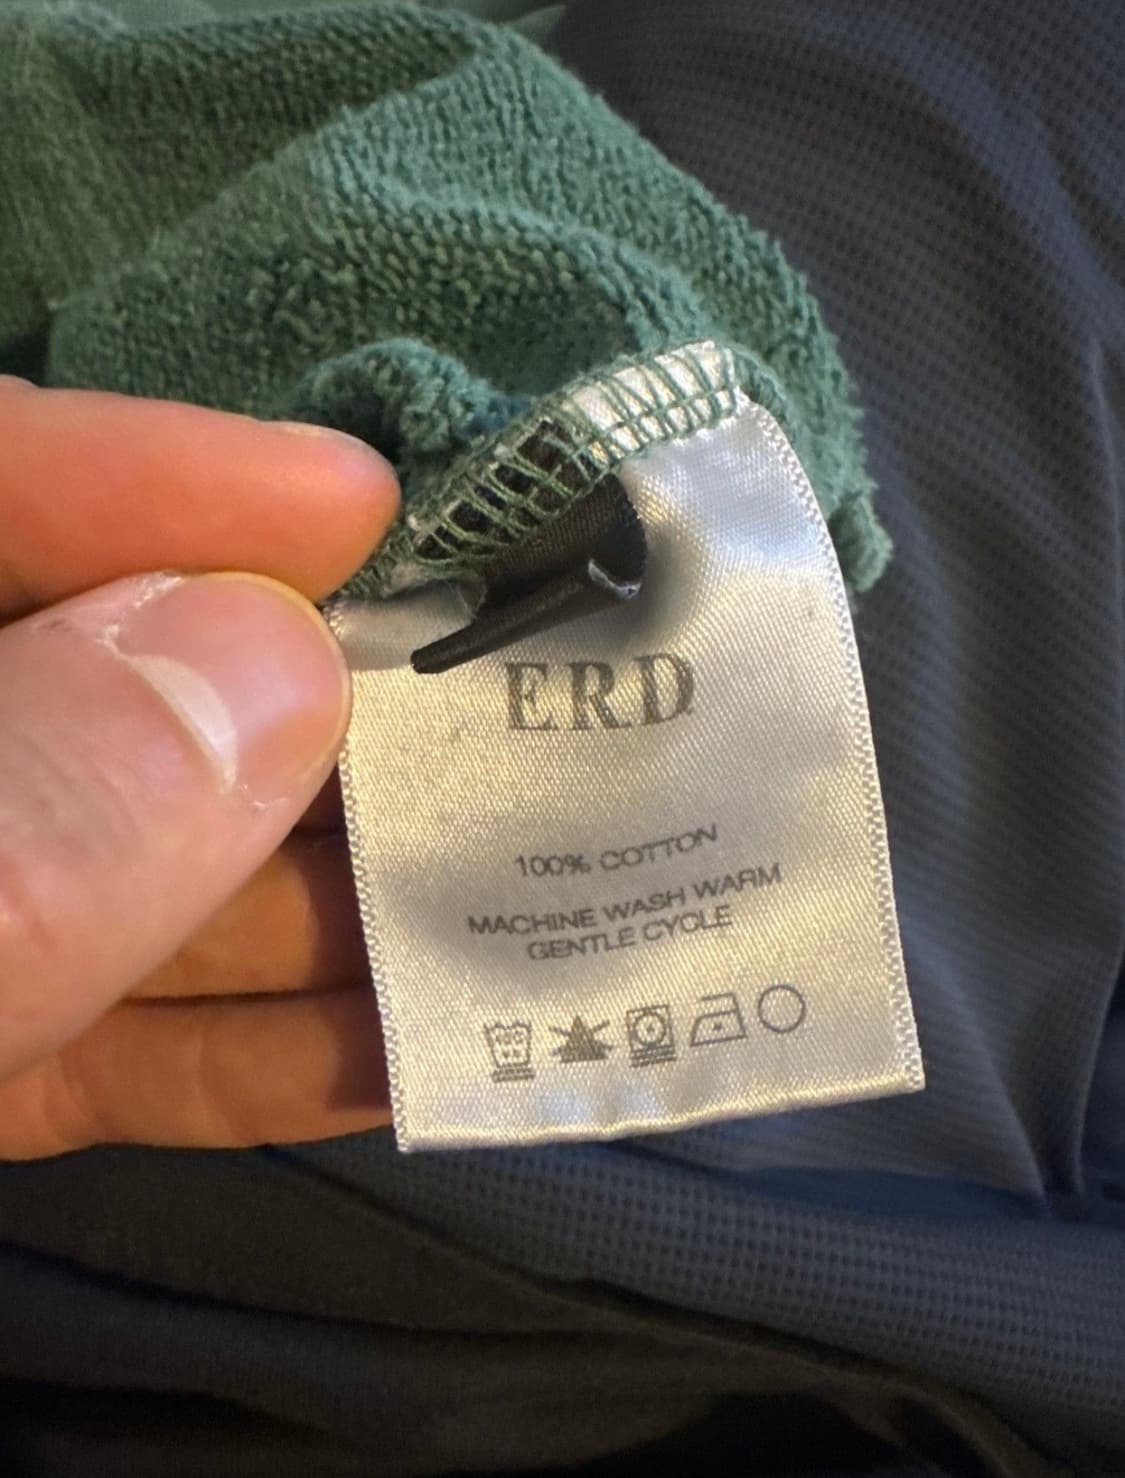 ERD
100% COTTON
MACHINE WASH WARM
GENTLE CYCLE